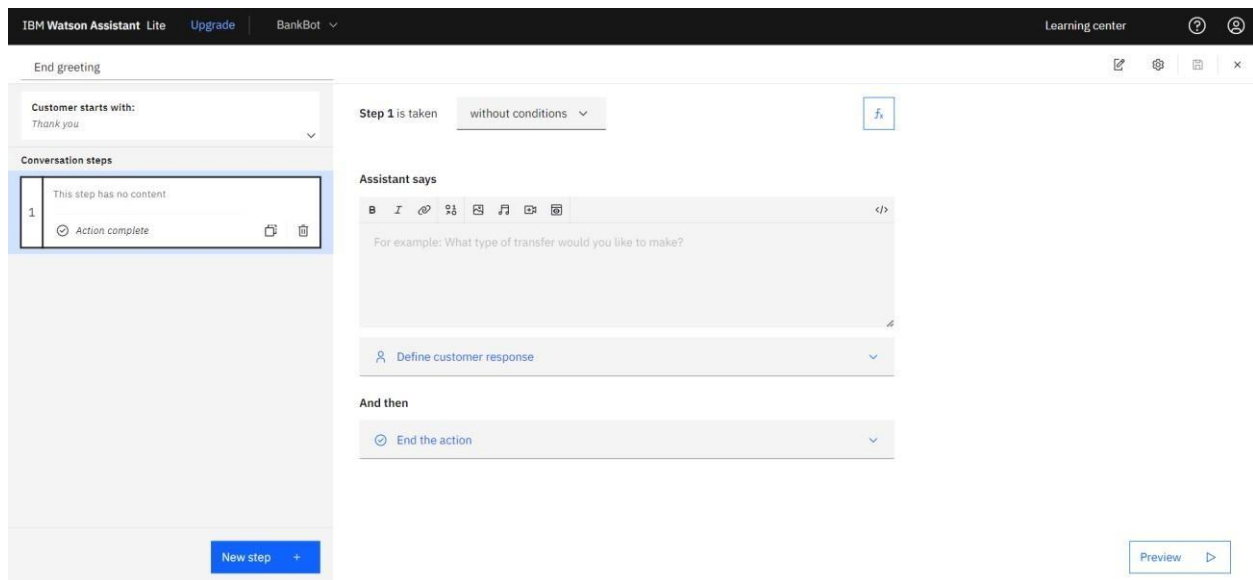 IBM Watson Assistant Lite Upgrade BankBot Learning center
End greeting
Customer starts with:
Thank you
Conversation steps
1
This step has no content
Action complete
New step +
Step 1 is taken without conditions
fx
Assistant says
B I </>
For example: What type of transfer would you like to make?
Define customer response
And then
End the action
Preview